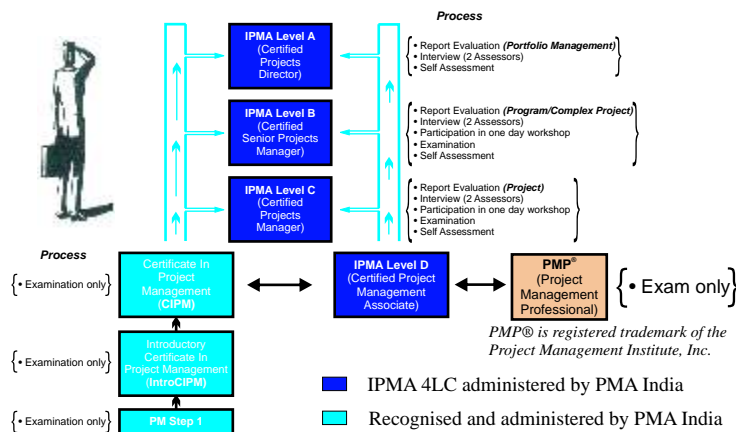 Process
IPMA Level A
(Certified
Projects
Director)
• Report Evaluation (Portfolio Management)
• Interview (2 Assessors)
• Self Assessment
IPMA Level B
(Certified
Senior Projects
Manager)
• Report Evaluation (Program/Complex Project)
• Interview (2 Assessors)
• Participation in one day workshop
• Examination
• Self Assessment
IPMA Level C
(Certified
Projects
Manager)
• Report Evaluation (Project)
• Interview (2 Assessors)
• Participation in one day workshop
• Examination
• Self Assessment
Process
• Examination only
Certificate In
Project
Management
(CIPM)
IPMA Level D
(Certified Project
Management
Associate)
PMP®
(Project
Management
Professional)
• Exam only
PMP® is registered trademark of the
Project Management Institute, Inc.
• Examination only
Introductory
Certificate In
Project Management
(IntroCIPM)
IPMA 4LC administered by PMA India
• Examination only
PM Step 1
Recognised and administered by PMA India